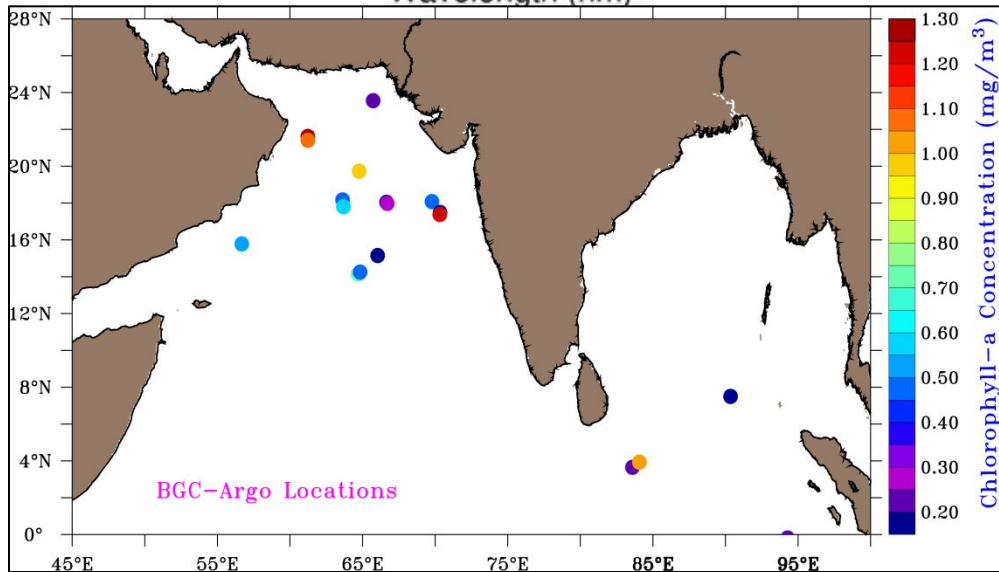 Wavelength (nm)
28°N
24°N
20°N
16°N
12°N
8°N
4°N
0°
BGC-Argo Locations
45°E 55°E 65°E 75°E 85°E 95°E
1.30
1.20
1.10
1.00
0.90
0.80
0.70
0.60
0.50
0.40
0.30
0.20
Chlorophyll-a Concentration (mg/m³)